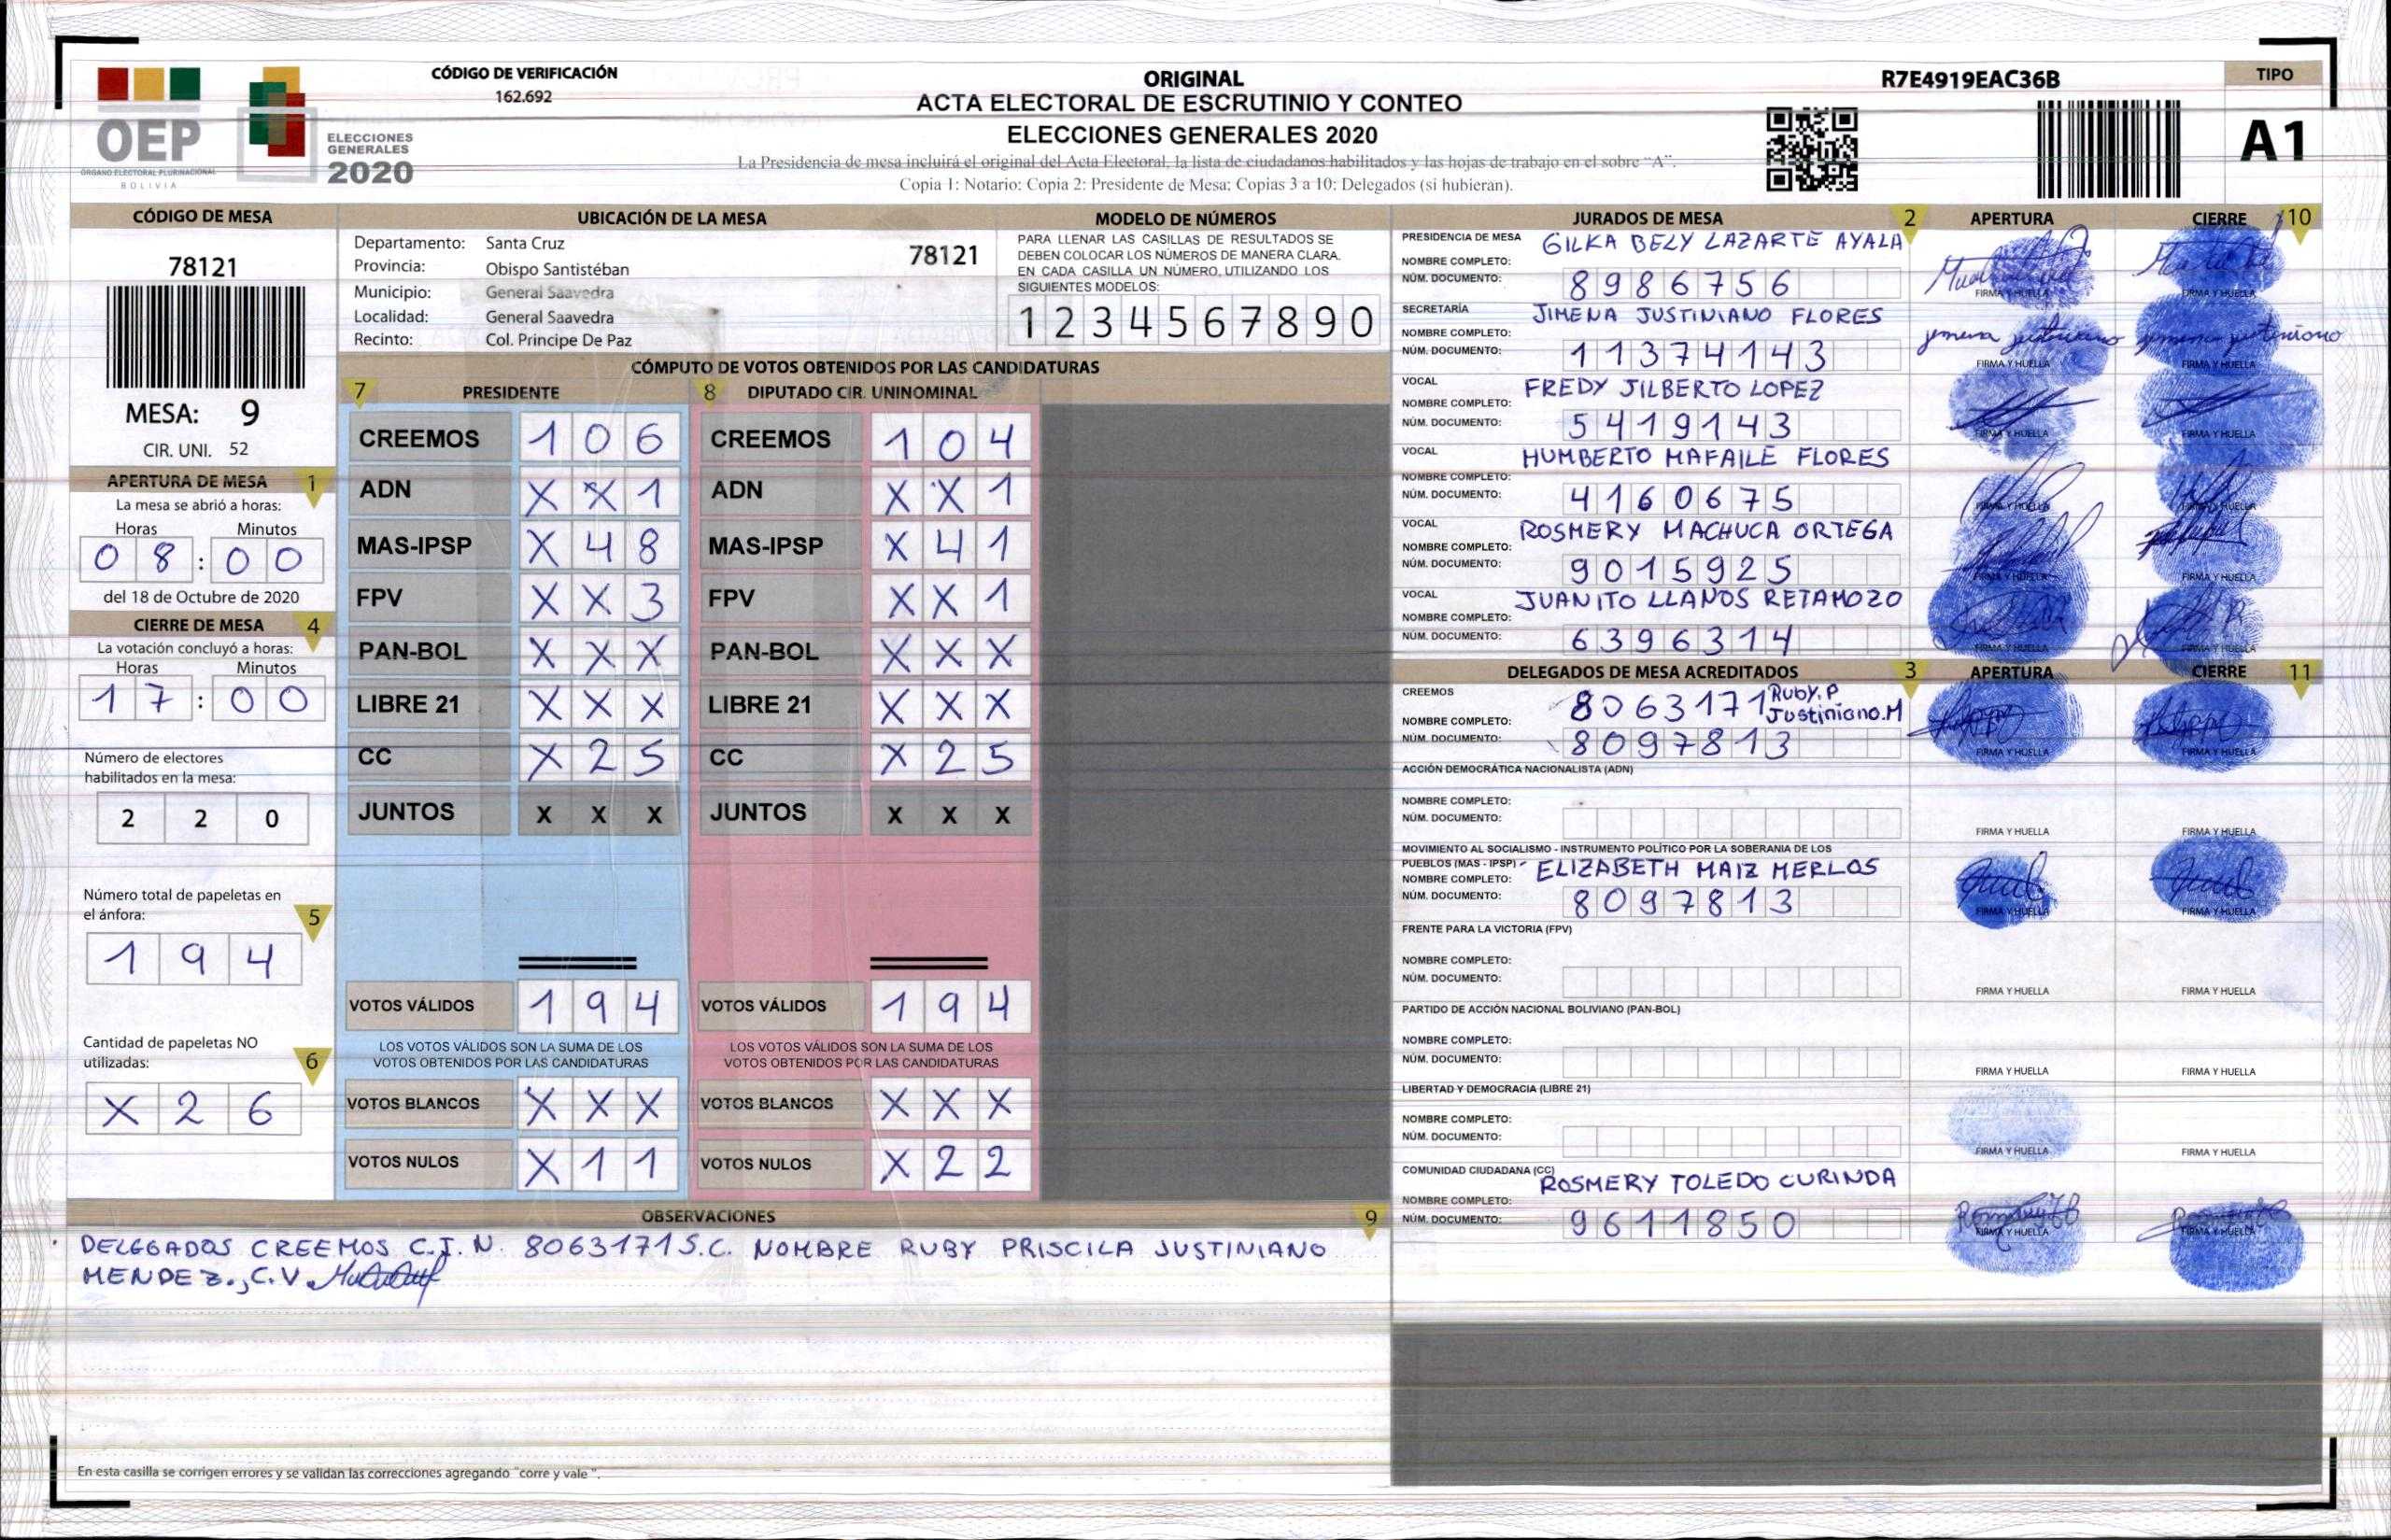 CÓDIGO DE VERIFICACIÓN
162.692
OEP
ÓRGANO ELECTORAL PLURINACIONAL
BOLIVIA
ELECCIONES
GENERALES
2020
ORIGINAL
ACTA ELECTORAL DE ESCRUTINIO Y CONTEO
ELECCIONES GENERALES 2020
La Presidencia de mesa incluirá el original del Acta Electoral, la lista de ciudadanos habilitados y las hojas de trabajo en el sobre "A".
Copia 1: Notario; Copia 2: Presidente de Mesa; Copias 3 a 10: Delegados (si hubieran).
R7E4919EAC36B
TIPO
A1
CÓDIGO DE MESA
78121
MESA: 9
CIR. UNI. 52
APERTURA DE MESA 1
La mesa se abrió a horas:
Horas Minutos
08:00
del 18 de Octubre de 2020
CIERRE DE MESA 4
La votación concluyó a horas:
Horas Minutos
17:00
Número de electores
habilitados en la mesa:
2 2 0
Número total de papeletas en
el ánfora: 5
1 9 4
Cantidad de papeletas NO
utilizadas: 6
X 2 6
UBICACIÓN DE LA MESA
Departamento: Santa Cruz
78121
Provincia: Obispo Santistéban
Municipio: General Saavedra
Localidad: General Saavedra
Recinto: Col. Principe De Paz
MODELO DE NÚMEROS
PARA LLENAR LAS CASILLAS DE RESULTADOS SE
DEBEN COLOCAR LOS NÚMEROS DE MANERA CLARA.
EN CADA CASILLA UN NÚMERO, UTILIZANDO LOS
SIGUIENTES MODELOS:
1 2 3 4 5 6 7 8 9 0
CÓMPUTO DE VOTOS OBTENIDOS POR LAS CANDIDATURAS
7 PRESIDENTE 8 DIPUTADO CIR. UNINOMINAL
CREEMOS 1 0 6 CREEMOS 1 0 4
ADN X X 1 ADN X X 1
MAS-IPSP X 4 8 MAS-IPSP X 4 1
FPV X X 3 FPV X X 1
PAN-BOL X X X PAN-BOL X X X
LIBRE 21 X X X LIBRE 21 X X X
CC X 2 5 CC X 2 5
JUNTOS X X X JUNTOS X X X
VOTOS VÁLIDOS 1 9 4 VOTOS VÁLIDOS 1 9 4
LOS VOTOS VÁLIDOS SON LA SUMA DE LOS LOS VOTOS VÁLIDOS SON LA SUMA DE LOS
VOTOS OBTENIDOS POR LAS CANDIDATURAS VOTOS OBTENIDOS POR LAS CANDIDATURAS
VOTOS BLANCOS X X X VOTOS BLANCOS X X X
VOTOS NULOS X 1 1 VOTOS NULOS X 2 2
OBSERVACIONES 9
DELEGADOS CREEMOS C.I. N. 8063171 S.C. NOMBRE RUBY PRISCILA JUSTINIANO
MENDEZ., C.V.
En esta casilla se corrigen errores y se validan las correcciones agregando "corre y vale".
JURADOS DE MESA 2 APERTURA CIERRE 10
PRESIDENCIA DE MESA GILKA BELY LAZARTE AYALA
NOMBRE COMPLETO:
NÚM. DOCUMENTO: 8986756 FIRMA Y HUELLA FIRMA Y HUELLA
SECRETARÍA JIMENA JUSTINIANO FLORES
NOMBRE COMPLETO: jimena justiniano jimena justiniano
NÚM. DOCUMENTO: 11374143 FIRMA Y HUELLA FIRMA Y HUELLA
VOCAL FREDY JILBERTO LOPEZ
NOMBRE COMPLETO:
NÚM. DOCUMENTO: 5419143 FIRMA Y HUELLA FIRMA Y HUELLA
VOCAL HUMBERTO MAFAILE FLORES
NOMBRE COMPLETO:
NÚM. DOCUMENTO: 4160675 FIRMA Y HUELLA FIRMA Y HUELLA
VOCAL ROSMERY MACHUCA ORTEGA
NOMBRE COMPLETO:
NÚM. DOCUMENTO: 9015925 FIRMA Y HUELLA FIRMA Y HUELLA
VOCAL JUANITO LLANOS RETAMOZO
NOMBRE COMPLETO:
NÚM. DOCUMENTO: 6396314 FIRMA Y HUELLA FIRMA Y HUELLA
DELEGADOS DE MESA ACREDITADOS 3 APERTURA CIERRE 11
CREEMOS 8063171 Ruby. P
NOMBRE COMPLETO: Justiniano. M
NÚM. DOCUMENTO: 8097813 FIRMA Y HUELLA FIRMA Y HUELLA
ACCIÓN DEMOCRÁTICA NACIONALISTA (ADN)
NOMBRE COMPLETO:
NÚM. DOCUMENTO: FIRMA Y HUELLA FIRMA Y HUELLA
MOVIMIENTO AL SOCIALISMO - INSTRUMENTO POLÍTICO POR LA SOBERANIA DE LOS
PUEBLOS (MAS - IPSP) ELIZABETH MAIZ MERLOS
NOMBRE COMPLETO:
NÚM. DOCUMENTO: 8097813 FIRMA Y HUELLA FIRMA Y HUELLA
FRENTE PARA LA VICTORIA (FPV)
NOMBRE COMPLETO:
NÚM. DOCUMENTO: FIRMA Y HUELLA FIRMA Y HUELLA
PARTIDO DE ACCIÓN NACIONAL BOLIVIANO (PAN-BOL)
NOMBRE COMPLETO:
NÚM. DOCUMENTO: FIRMA Y HUELLA FIRMA Y HUELLA
LIBERTAD Y DEMOCRACIA (LIBRE 21)
NOMBRE COMPLETO:
NÚM. DOCUMENTO: FIRMA Y HUELLA FIRMA Y HUELLA
COMUNIDAD CIUDADANA (CC) ROSMERY TOLEDO CURINDA
NOMBRE COMPLETO:
NÚM. DOCUMENTO: 9611850 FIRMA Y HUELLA FIRMA Y HUELLA